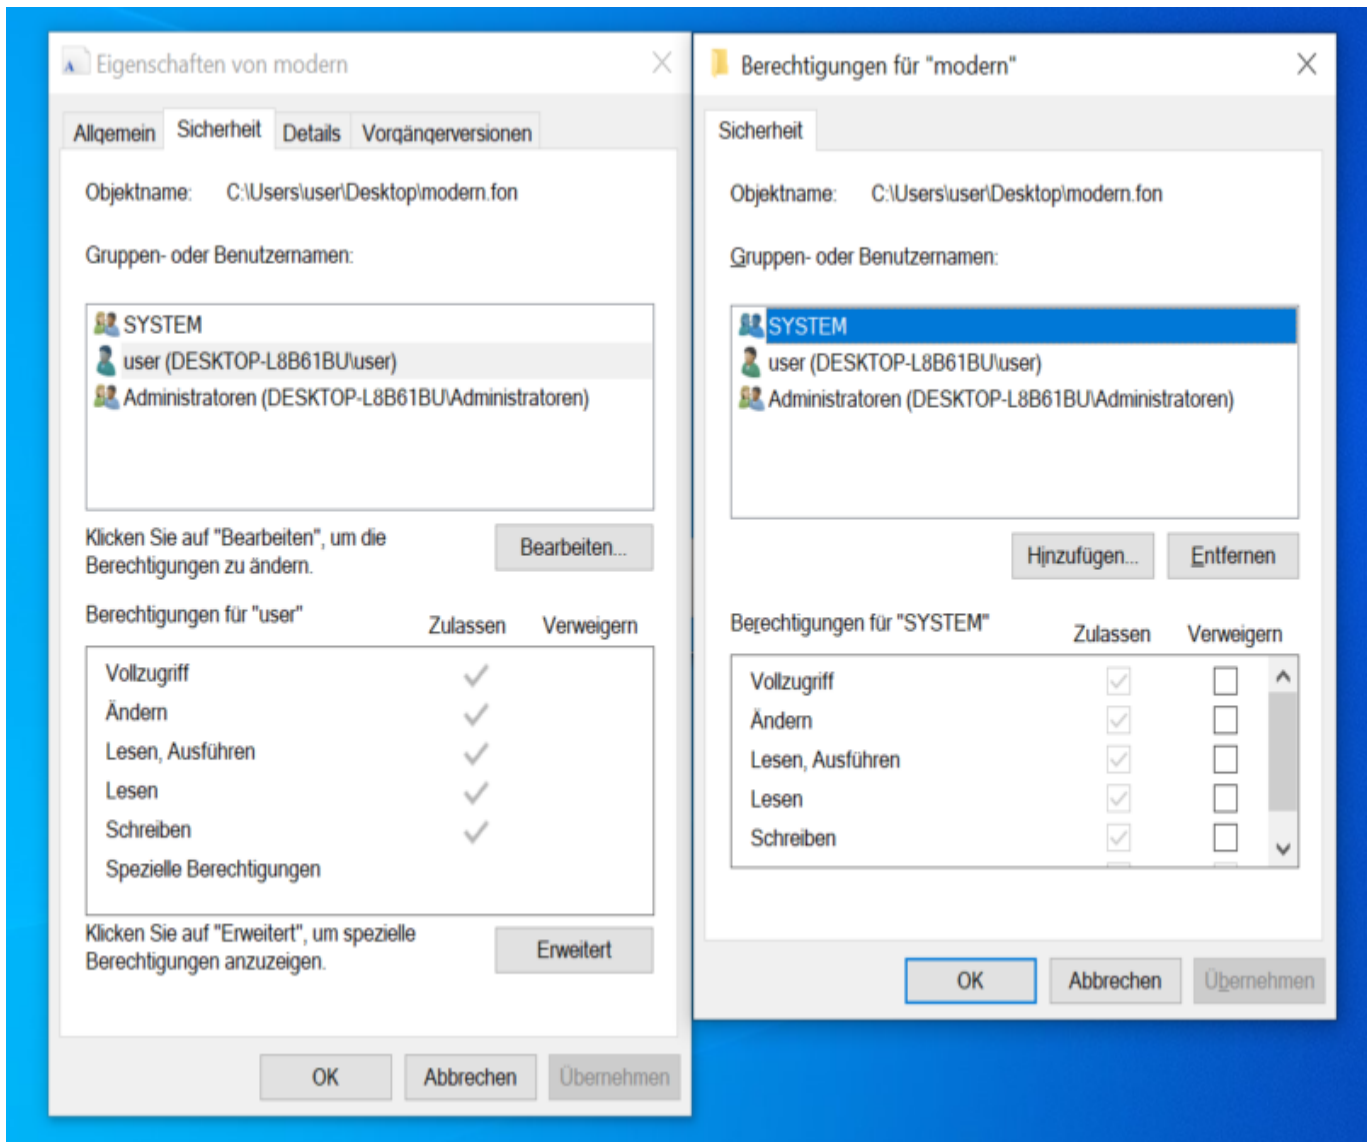 Eigenschaften von modern
Allgemein Sicherheit Details Vorgängerversionen
Objektname: C:\Users\user\Desktop\modern.fon
Gruppen- oder Benutzernamen:
SYSTEM
user (DESKTOP-L8B61BU\user)
Administratoren (DESKTOP-L8B61BU\Administratoren)
Klicken Sie auf "Bearbeiten", um die
Berechtigungen zu ändern.
Bearbeiten...
Berechtigungen für "user" Zulassen Verweigern
Vollzugriff
Ändern
Lesen, Ausführen
Lesen
Schreiben
Spezielle Berechtigungen
Klicken Sie auf "Erweitert", um spezielle
Berechtigungen anzuzeigen.
Erweitert
OK Abbrechen Übernehmen
Berechtigungen für "modern"
Sicherheit
Objektname: C:\Users\user\Desktop\modern.fon
Gruppen- oder Benutzernamen:
SYSTEM
user (DESKTOP-L8B61BU\user)
Administratoren (DESKTOP-L8B61BU\Administratoren)
Hinzufügen... Entfernen
Berechtigungen für "SYSTEM" Zulassen Verweigern
Vollzugriff
Ändern
Lesen, Ausführen
Lesen
Schreiben
OK Abbrechen Übernehmen